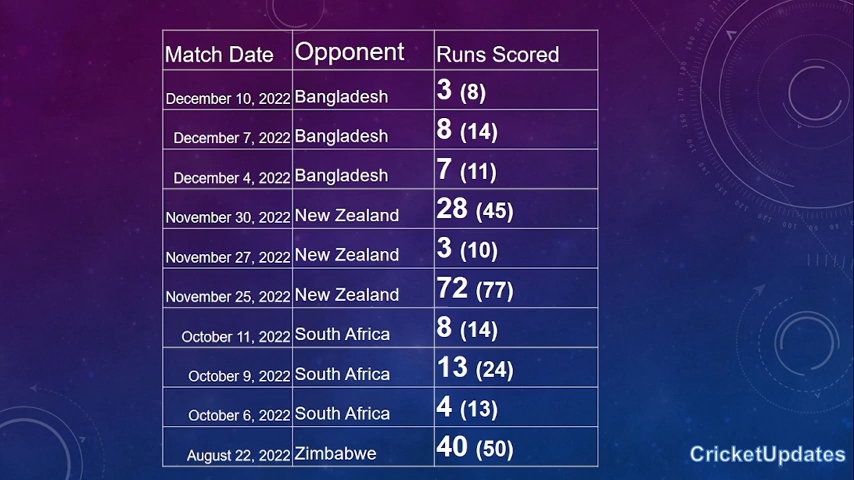 Match Date Opponent Runs Scored
December 10, 2022 Bangladesh 3 (8)
December 7, 2022 Bangladesh 8 (14)
December 4, 2022 Bangladesh 7 (11)
November 30, 2022 New Zealand 28 (45)
November 27, 2022 New Zealand 3 (10)
November 25, 2022 New Zealand 72 (77)
October 11, 2022 South Africa 8 (14)
October 9, 2022 South Africa 13 (24)
October 6, 2022 South Africa 4 (13)
August 22, 2022 Zimbabwe 40 (50)
CricketUpdates